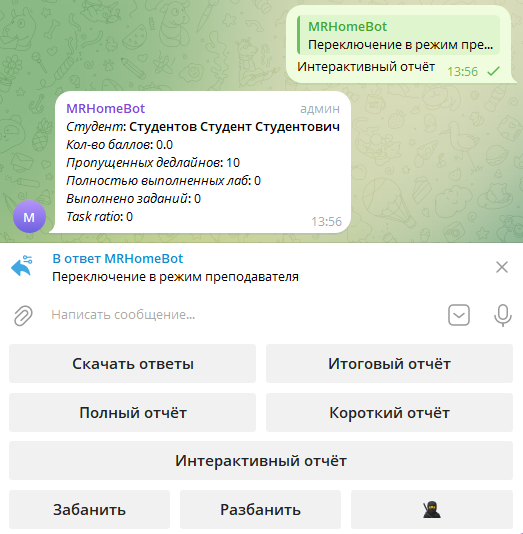 MRHomeBot
Переключение в режим пре...
Интерактивный отчёт 13:56
MRHomeBot админ
Студент: Студентов Студент Студентович
Кол-во баллов: 0.0
Пропущенных дедлайнов: 10
Полностью выполненных лаб: 0
Выполнено заданий: 0
Task ratio: 0
M 13:56
В ответ MRHomeBot
Переключение в режим преподавателя
Написать сообщение...
Скачать ответы Итоговый отчёт
Полный отчёт Короткий отчёт
Интерактивный отчёт
Забанить Разбанить